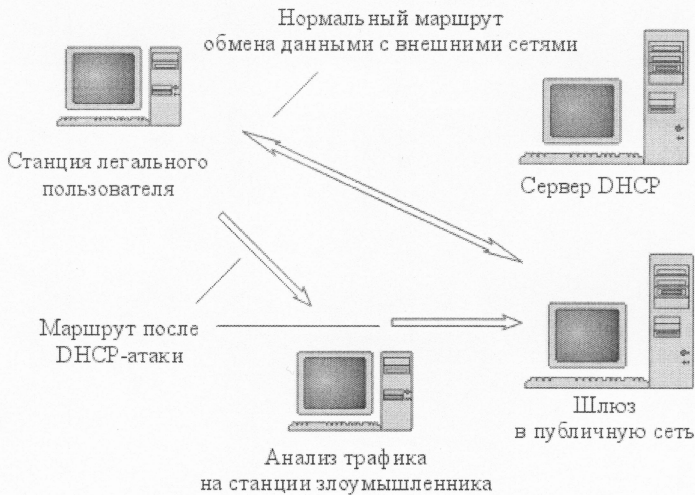 Нормальный маршрут
обмена данными с внешними сетями
Станция легального
пользователя
Сервер DHCP
Маршрут после
DHCP-атаки
Шлюз
в публичную сеть
Анализ трафика
на станции злоумышленника